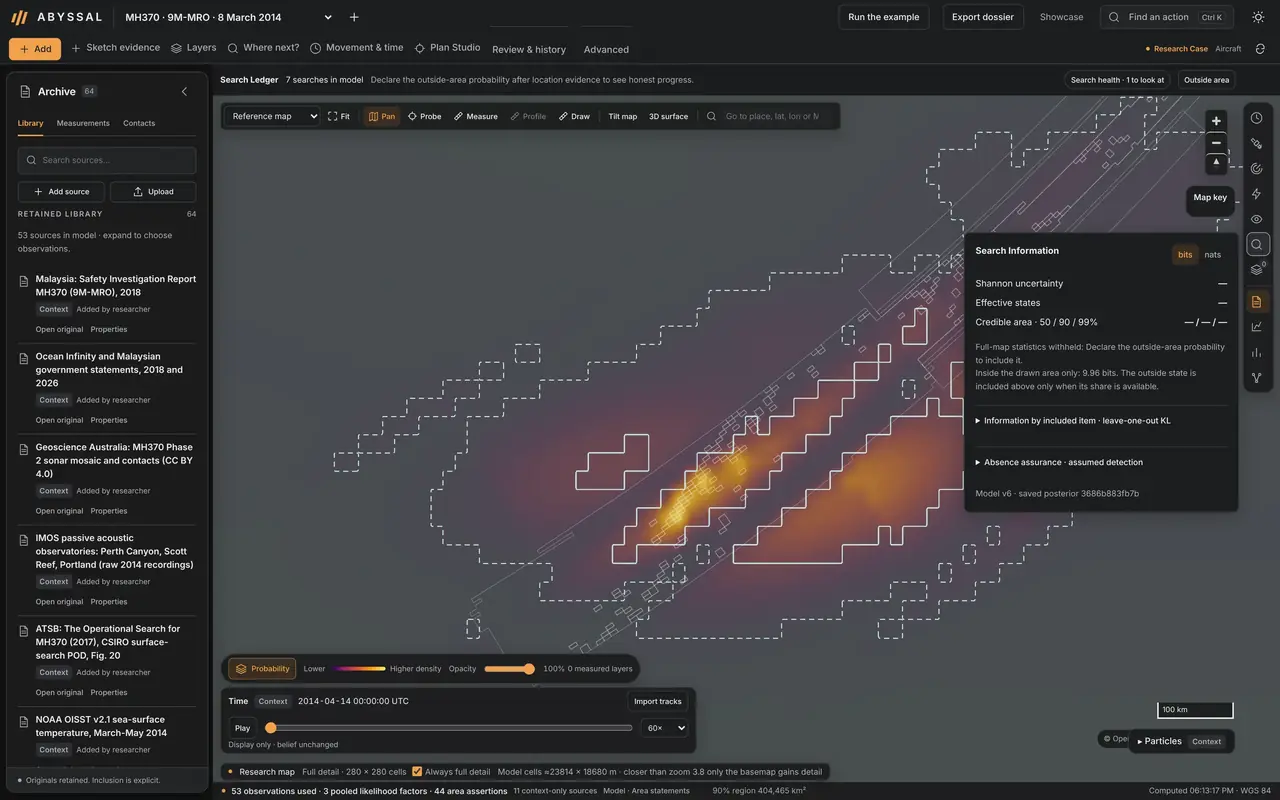 ABYSSAL
MH370 · 9M-MRO · 8 March 2014
Run the example
Export dossier
Showcase
Find an action
Ctrl K
Add
Sketch evidence
Layers
Where next?
Movement & time
Plan Studio
Review & history
Advanced
Research Case
Aircraft
Archive 64
Library
Measurements
Contacts
Search sources...
Add source
Upload
RETAINED LIBRARY 64
53 sources in model · expand to choose
observations.
Malaysia: Safety Investigation Report
MH370 (9M-MRO), 2018
Context Added by researcher
Open original Properties
Ocean Infinity and Malaysian
government statements, 2018 and
2026
Context Added by researcher
Open original Properties
Geoscience Australia: MH370 Phase
2 sonar mosaic and contacts (CC BY
4.0)
Context Added by researcher
Open original Properties
IMOS passive acoustic
observatories: Perth Canyon, Scott
Reef, Portland (raw 2014 recordings)
Context Added by researcher
Open original Properties
ATSB: The Operational Search for
MH370 (2017), CSIRO surface-
search POD, Fig. 20
Context Added by researcher
Open original Properties
NOAA OISST v2.1 sea-surface
temperature, March-May 2014
Context Added by researcher
Originals retained. Inclusion is explicit.
Search Ledger 7 searches in model Declare the outside-area probability after location evidence to see honest progress.
Search health · 1 to look at
Outside area
Reference map
Fit
Pan
Probe
Measure
Profile
Draw
Tilt map
3D surface
Go to place, lat, lon or M
Map key
0
Search Information
bits nats
Shannon uncertainty —
Effective states —
Credible area · 50 / 90 / 99% — / — / —
Full-map statistics withheld: Declare the outside-area probability
to include it.
Inside the drawn area only: 9.96 bits. The outside state is
included above only when its share is available.
Information by included item · leave-one-out KL
Absence assurance · assumed detection
Model v6 · saved posterior 3686b883fb7b
Probability
Lower
Higher density
Opacity
100%
0 measured layers
Time Context 2014-04-14 00:00:00 UTC
Import tracks
Play
60×
Display only · belief unchanged
100 km
© Ope
Particles Context
Research map Full detail · 280 × 280 cells Always full detail Model cells ≈23814 × 18680 m · closer than zoom 3.8 only the basemap gains detail
53 observations used · 3 pooled likelihood factors · 44 area assertions 11 context-only sources Model · Area statements 90% region 404,465 km²
Computed 06:13:17 PM · WGS 84